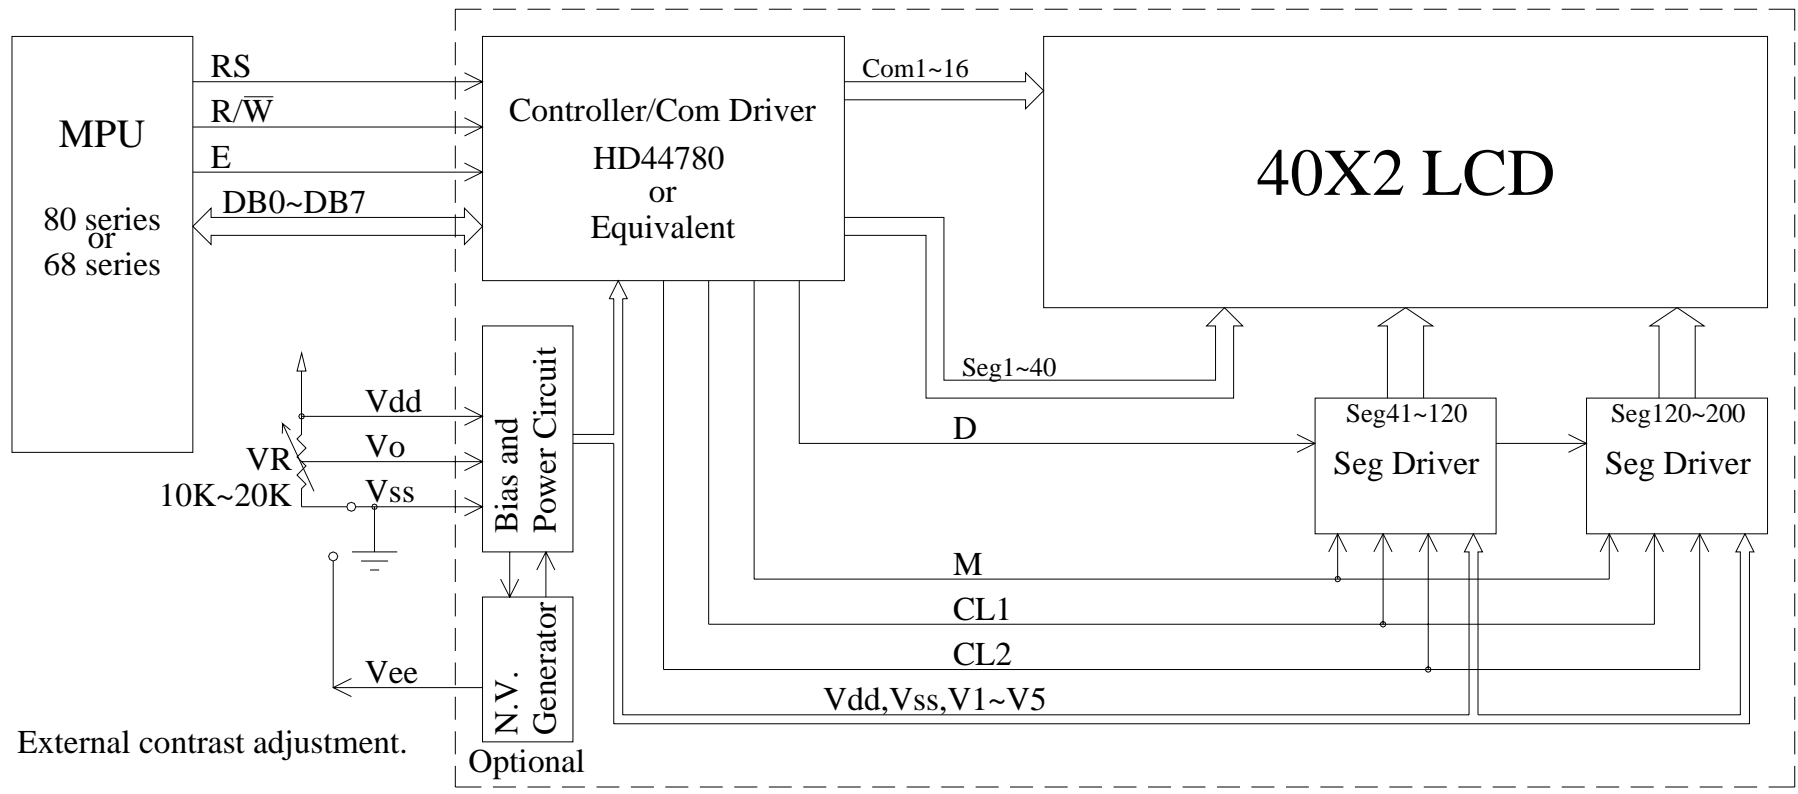 MPU
80 series
or
68 series
RS
R/W̅
E
DB0~DB7
Controller/Com Driver
HD44780
or
Equivalent
Com1~16
40X2 LCD
Seg1~40
D
Seg41~120
Seg Driver
Seg120~200
Seg Driver
Vdd
Vo
Vss
VR
10K~20K
Bias and
Power Circuit
M
CL1
CL2
Vdd,Vss,V1~V5
Vee
N.V.
Generator
Optional
External contrast adjustment.